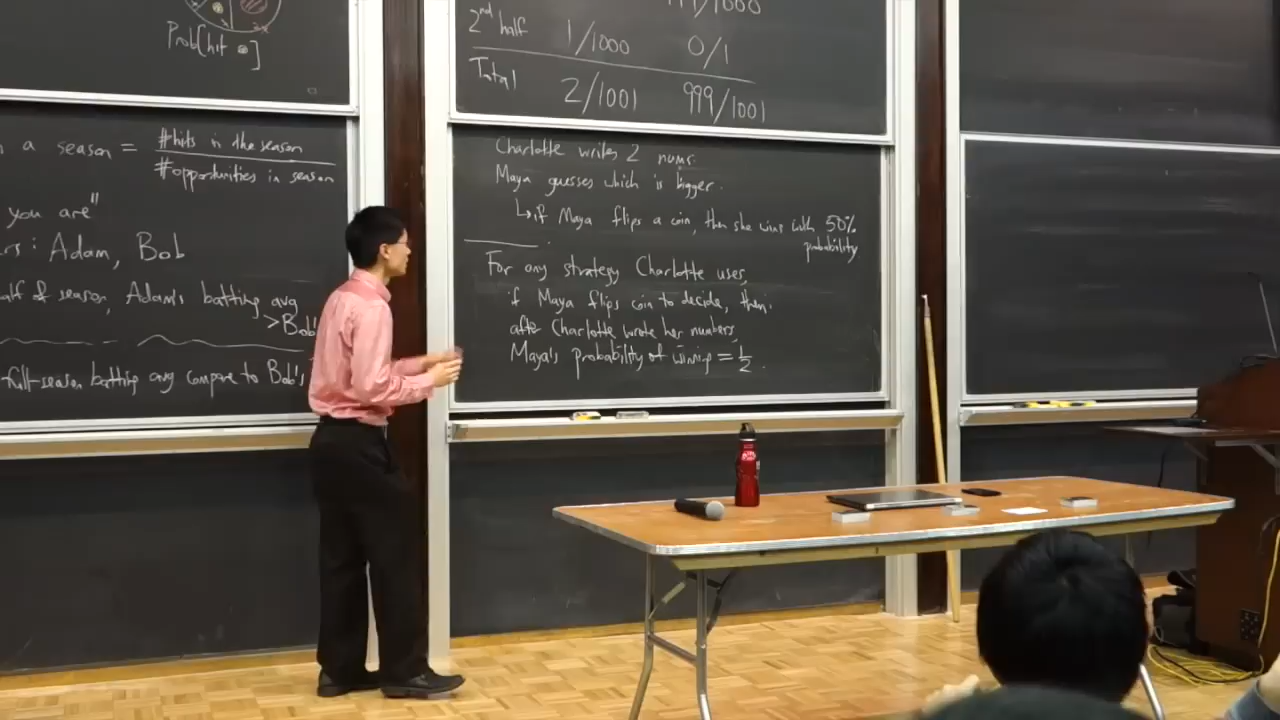 Prob[hit
n a season = #hits in the season
#opportunities in season
you are"
rs: Adam, Bob
alf of season, Adam's batting avg
>Bob's
-full-season batting avg compare to Bob's
/1000
2nd half 1/1000 0/1
Total 2/1001 999/1001
Charlotte writes 2 nums.
Maya guesses which is bigger.
↳ if Maya flips a coin, then she wins with 50%
probability
For any strategy Charlotte uses,
if Maya flips coin to decide, then
after Charlotte wrote her numbers,
Maya's probability of winning = 1/2.